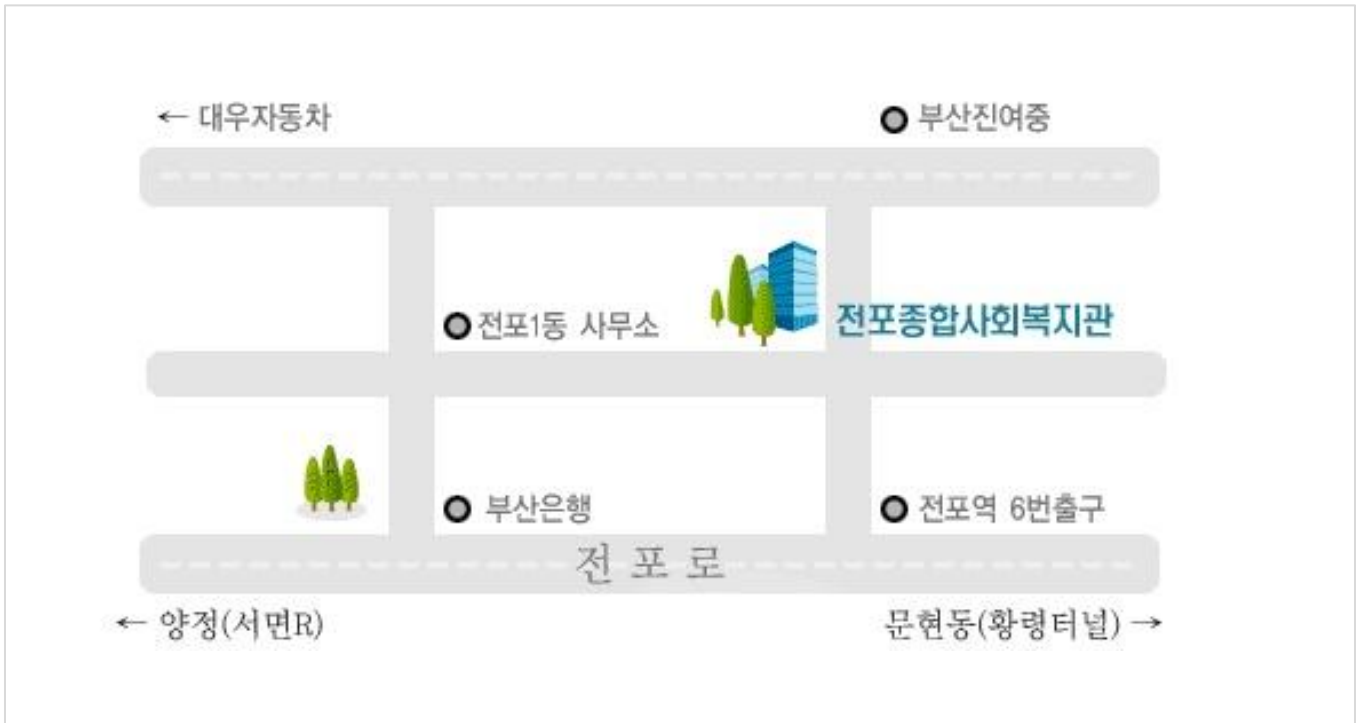 ← 대우자동차
부산진여중
전포1동 사무소
전포종합사회복지관
부산은행
전포역 6번출구
전 포 로
← 양정(서면R)
문현동(황령터널) →